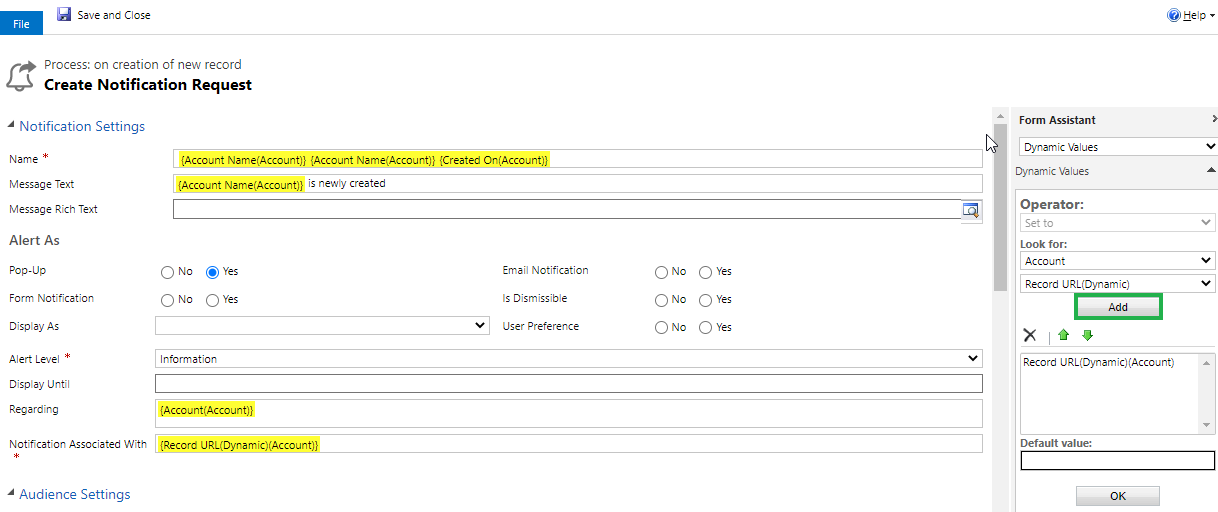 File
Save and Close
Help
Process: on creation of new record
Create Notification Request
Notification Settings
Name *
{Account Name(Account)} {Account Name(Account)} {Created On(Account)}
Message Text
{Account Name(Account)} is newly created
Message Rich Text
Alert As
Pop-Up
No Yes
Email Notification
No Yes
Form Notification
No Yes
Is Dismissible
No Yes
Display As
User Preference
No Yes
Alert Level *
Information
Display Until
Regarding
{Account(Account)}
Notification Associated With
*
{Record URL(Dynamic)(Account)}
Audience Settings
Form Assistant
Dynamic Values
Dynamic Values
Operator:
Set to
Look for:
Account
Record URL(Dynamic)
Add
Record URL(Dynamic)(Account)
Default value:
OK